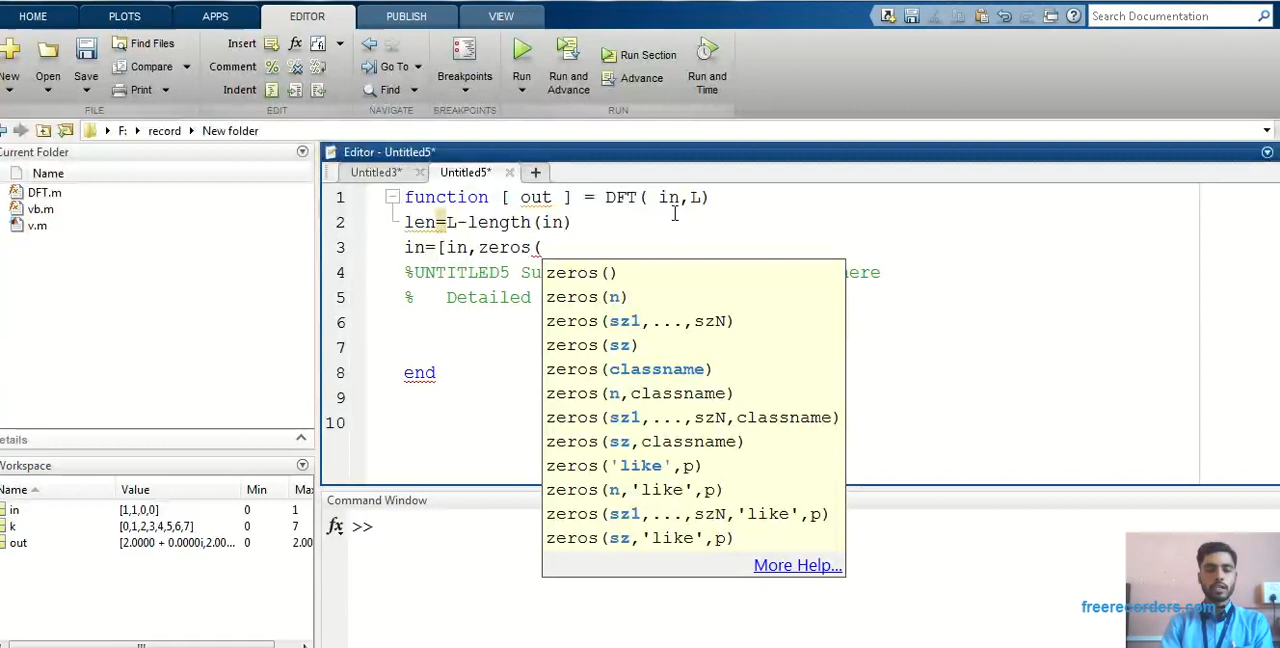 HOME PLOTS APPS EDITOR PUBLISH VIEW Search Documentation
New Open Save Find Files Compare Print
Insert fx
Comment
Indent
Go To
Find
Breakpoints
Run
Run and Advance
Run Section
Advance
Run and Time
FILE EDIT NAVIGATE BREAKPOINTS RUN
F: record New folder
Current Folder
Name
DFT.m
vb.m
v.m
etails
Workspace
Name Value Min Max
in [1,1,0,0] 0 1
k [0,1,2,3,4,5,6,7] 0 7
out [2.0000 + 0.0000i,2.00... 0 2.00
Editor - Untitled5*
Untitled3* Untitled5*
1 function [ out ] = DFT( in,L)
2 len=L-length(in)
3 in=[in,zeros(
4 %UNTITLED5 Su here
5 % Detailed
6
7
8 end
9
10
zeros()
zeros(n)
zeros(sz1,...,szN)
zeros(sz)
zeros(classname)
zeros(n,classname)
zeros(sz1,...,szN,classname)
zeros(sz,classname)
zeros('like',p)
zeros(n,'like',p)
zeros(sz1,...,szN,'like',p)
zeros(sz,'like',p)
More Help...
Command Window
fx >>
freerecorders.com